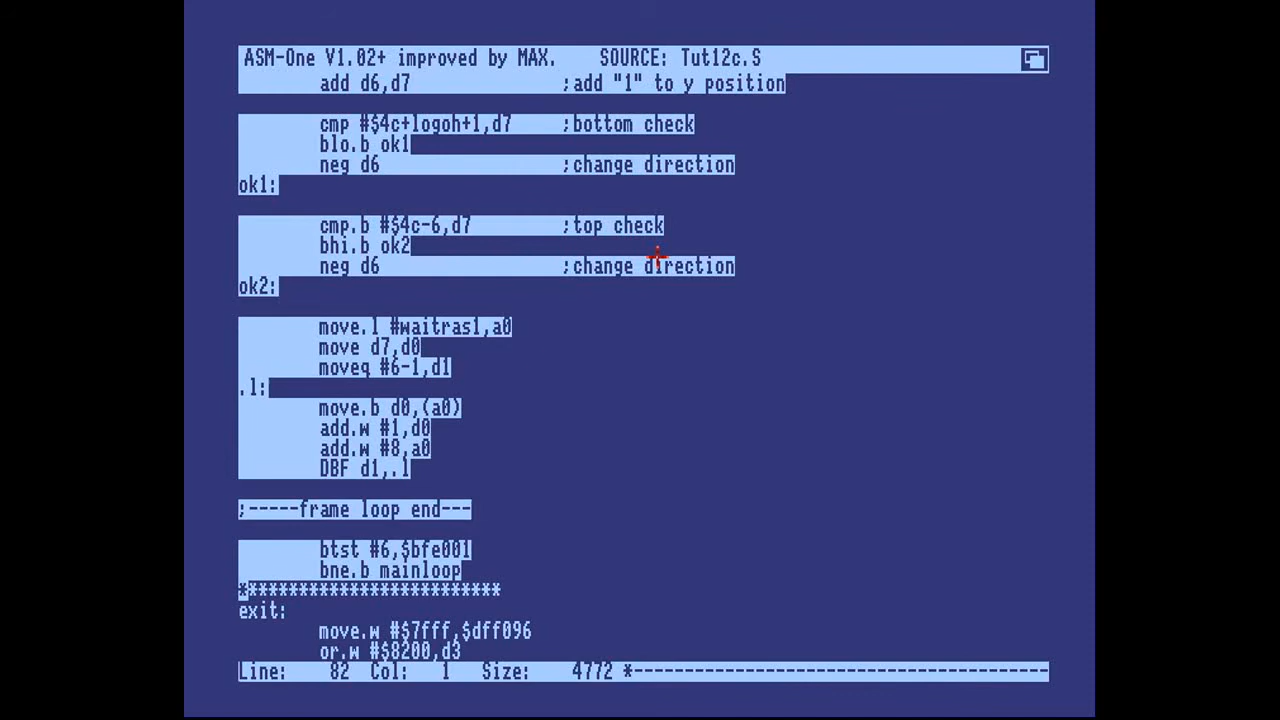 ASM-One V1.02+ improved by MAX. SOURCE: Tut12c.S
add d6,d7 ;add "1" to y position
cmp #$4c+logoh+1,d7 ;bottom check
blo.b ok1
neg d6 ;change direction
ok1:
cmp.b #$4c-6,d7 ;top check
bhi.b ok2
neg d6 ;change direction
ok2:
move.l #waitras1,a0
move d7,d0
moveq #6-1,d1
.l:
move.b d0,(a0)
add.w #1,d0
add.w #8,a0
DBF d1,.l
;-----frame loop end---
btst #6,$bfe001
bne.b mainloop
**************************
exit:
move.w #$7fff,$dff096
or.w #$8200,d3
Line: 82 Col: 1 Size: 4772 *-----------------------------------------